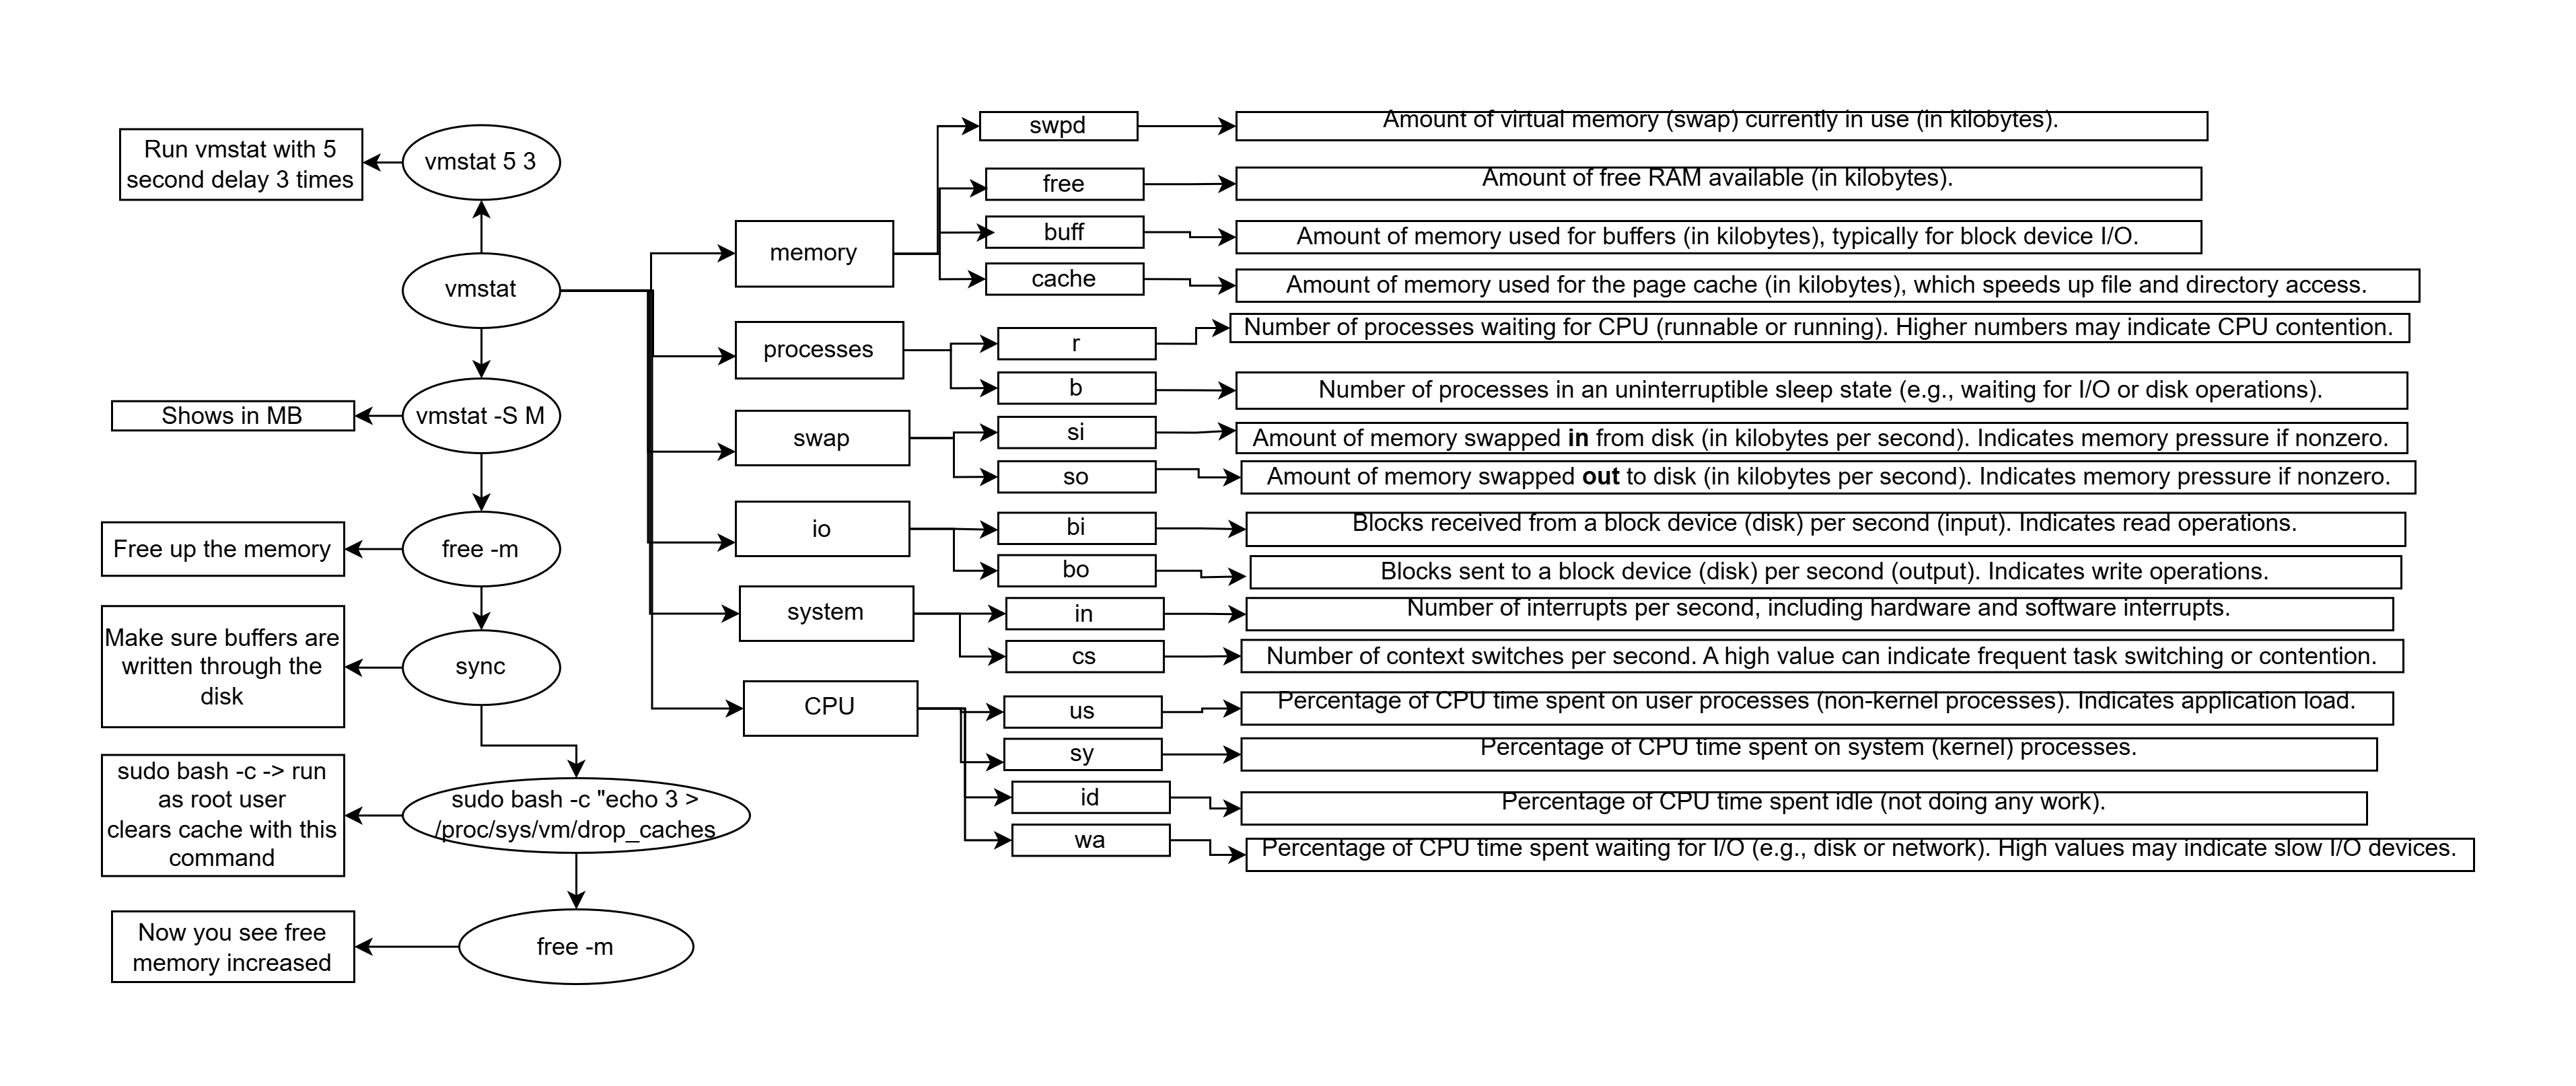 Run vmstat with 5
second delay 3 times
vmstat 5 3
vmstat
vmstat -S M
Shows in MB
free -m
Free up the memory
sync
Make sure buffers are
written through the
disk
sudo bash -c "echo 3 >
/proc/sys/vm/drop_caches
sudo bash -c -> run
as root user
clears cache with this
command
free -m
Now you see free
memory increased
memory
swpd
Amount of virtual memory (swap) currently in use (in kilobytes).
free
Amount of free RAM available (in kilobytes).
buff
Amount of memory used for buffers (in kilobytes), typically for block device I/O.
cache
Amount of memory used for the page cache (in kilobytes), which speeds up file and directory access.
processes
r
Number of processes waiting for CPU (runnable or running). Higher numbers may indicate CPU contention.
b
Number of processes in an uninterruptible sleep state (e.g., waiting for I/O or disk operations).
swap
si
Amount of memory swapped in from disk (in kilobytes per second). Indicates memory pressure if nonzero.
so
Amount of memory swapped out to disk (in kilobytes per second). Indicates memory pressure if nonzero.
io
bi
Blocks received from a block device (disk) per second (input). Indicates read operations.
bo
Blocks sent to a block device (disk) per second (output). Indicates write operations.
system
in
Number of interrupts per second, including hardware and software interrupts.
cs
Number of context switches per second. A high value can indicate frequent task switching or contention.
CPU
us
Percentage of CPU time spent on user processes (non-kernel processes). Indicates application load.
sy
Percentage of CPU time spent on system (kernel) processes.
id
Percentage of CPU time spent idle (not doing any work).
wa
Percentage of CPU time spent waiting for I/O (e.g., disk or network). High values may indicate slow I/O devices.